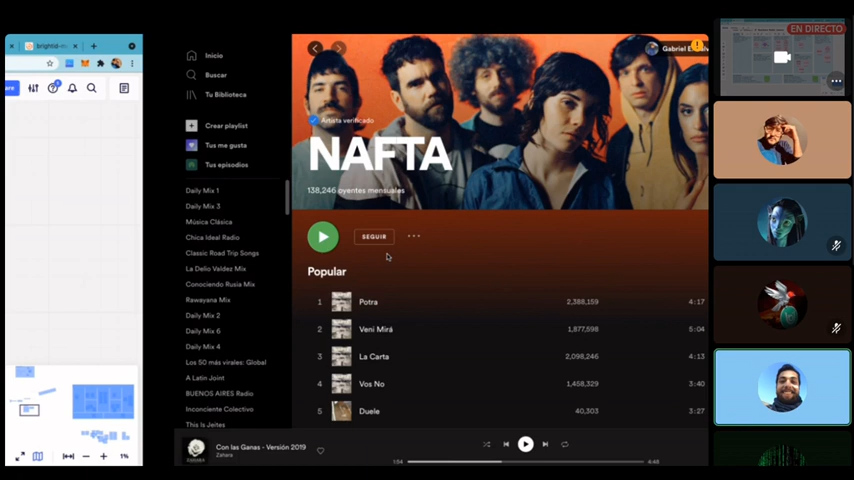 brightid-
EN DIRECTO
Inicio
Buscar
Tu Biblioteca
Crear playlist
Tus me gusta
Tus episodios
Daily Mix 1
Daily Mix 3
Música Clásica
Chica Ideal Radio
Classic Road Trip Songs
La Delio Valdez Mix
Conociendo Rusia Mix
Rawayana Mix
Daily Mix 2
Daily Mix 6
Daily Mix 4
Los 50 más virales: Global
A Latin Joint
BUENOS AIRES Radio
Inconciente Colectivo
This Is Jeites
Gabriel
Artista verificado
NAFTA
138,246 oyentes mensuales
SEGUIR
Popular
1 Potra 2,388,159 4:17
2 Vení Mirá 1,877,598 5:04
3 La Carta 2,098,246 4:13
4 Vos No 1,458,329 3:40
5 Duele 40,303 3:27
Con las Ganas - Versión 2019
Zahara
1:54 4:48
1%